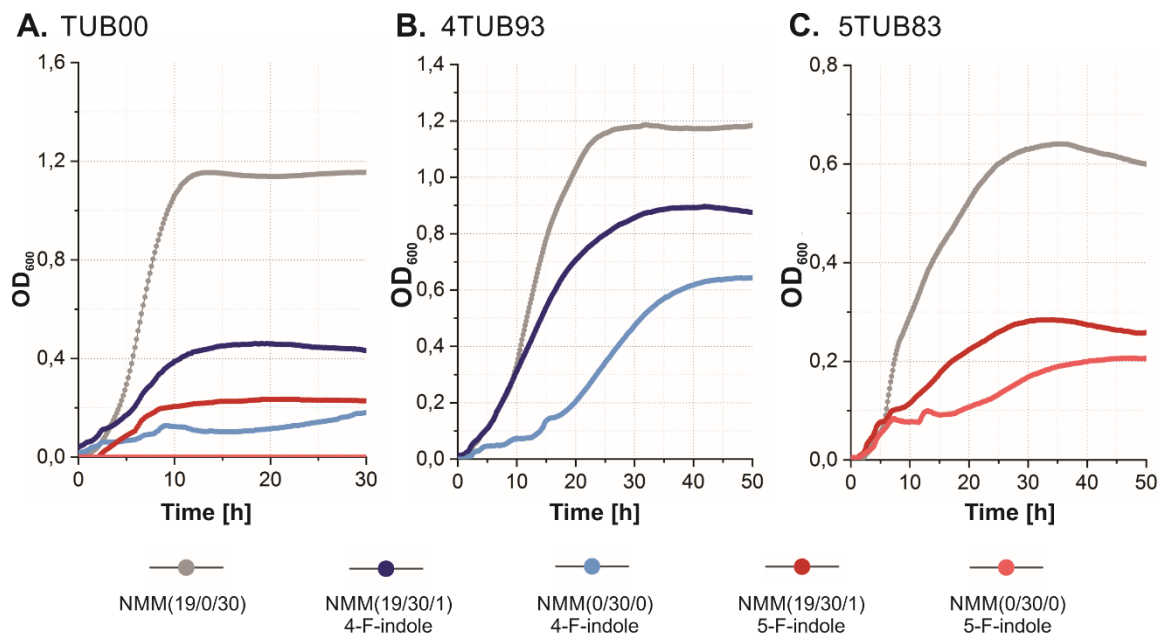 A. TUB00
B. 4TUB93
C. 5TUB83
OD600
1,6
1,2
0,8
0,4
0,0
0
10
20
30
Time [h]
OD600
1,4
1,2
1,0
0,8
0,6
0,4
0,2
0,0
0
10
20
30
40
50
Time [h]
OD600
0,8
0,6
0,4
0,2
0,0
0
10
20
30
40
50
Time [h]
NMM(19/0/30)
NMM(19/30/1)
4-F-indole
NMM(0/30/0)
4-F-indole
NMM(19/30/1)
5-F-indole
NMM(0/30/0)
5-F-indole